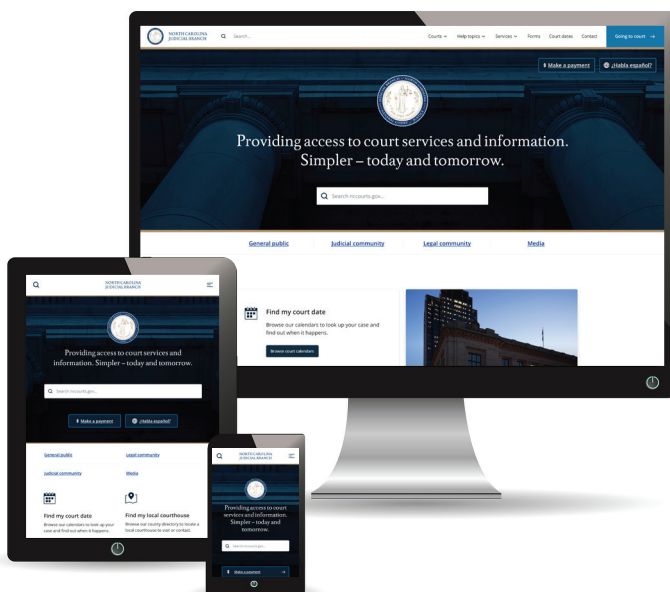 NORTH CAROLINA
JUDICIAL BRANCH
Search...
Courts
Help topics
Services
Forms
Court dates
Contact
Going to court →
$ Make a payment
¿Habla español?
Providing access to court services and information.
Simpler – today and tomorrow.
Search nccourts.gov...
General public
Judicial community
Legal community
Media
Find my court date
Browse our calendars to look up your case and
find out when it happens.
Browse court calendars
NORTH CAROLINA
JUDICIAL BRANCH
Providing access to court services and
information. Simpler – today and tomorrow.
Search nccourts.gov...
$ Make a payment
¿Habla español?
General public
Legal community
Judicial community
Media
Find my court date
Browse our calendars to look up your
case and find out when it happens.
Find my local courthouse
Browse our county directory to locate a
local courthouse to visit or contact.
NORTH CAROLINA
JUDICIAL BRANCH
Providing access to court
services and information.
Simpler – today and
tomorrow.
Search nccourts.gov...
$ Make a payment →